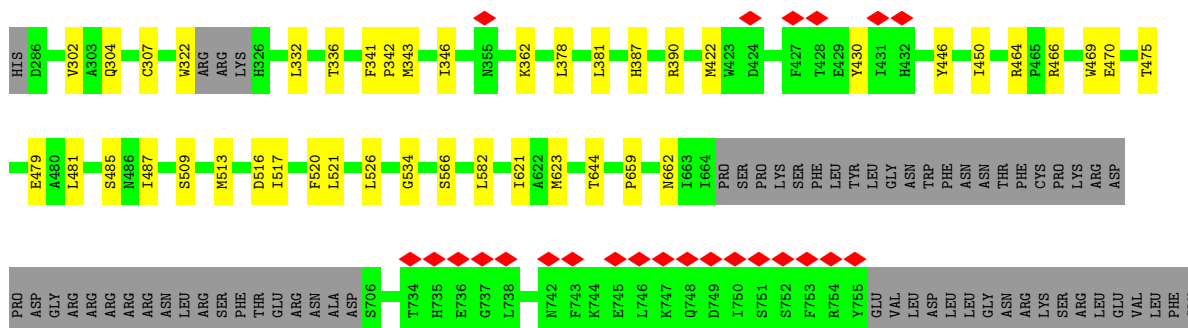 HIS D286 V302 A303 Q304 C307 W322 ARG ARG LYS H326 L332 T336 F341 P342 M343 I346 N355 K362 L378 L381 H387 R390 M422 W423 D424 F427 T428 E429 Y430 I431 H432 Y446 I450 R464 P465 R466 W469 E470 T475
E479 A480 L481 S485 N486 I487 S509 M513 D516 I517 F520 L521 L526 G534 S566 L582 I621 A622 M623 T644 P659 N662 I663 I664 PRO SER PRO LYS SER PHE LEU TYR LEU GLY ASN TRP PHE ASN ASN THR PHE CYS PRO LYS ARG ASP
PRO ASP GLY ARG ARG ARG ARG ARG ARG ASN LEU ARG SER PHE THR GLU ARG ASN ALA ASP S706 T734 H735 E736 G737 L738 N742 F743 K744 E745 L746 K747 Q748 D749 I750 S751 S752 F753 R754 Y755 GLU VAL LEU ASP LEU LEU GLY ASN ARG LYS SER ARG LEU GLU VAL LEU PHE